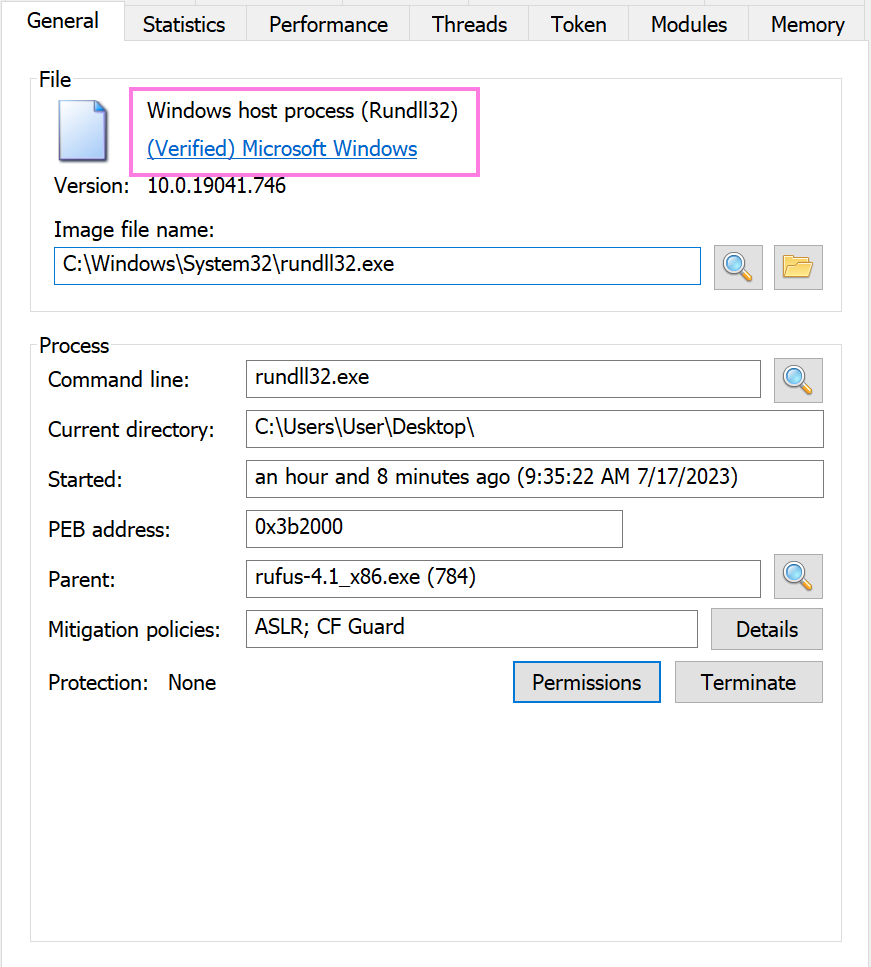 General Statistics Performance Threads Token Modules Memory
File
Windows host process (Rundll32)
(Verified) Microsoft Windows
Version: 10.0.19041.746
Image file name:
C:\Windows\System32\rundll32.exe
Process
Command line: rundll32.exe
Current directory: C:\Users\User\Desktop\
Started: an hour and 8 minutes ago (9:35:22 AM 7/17/2023)
PEB address: 0x3b2000
Parent: rufus-4.1_x86.exe (784)
Mitigation policies: ASLR; CF Guard Details
Protection: None Permissions Terminate